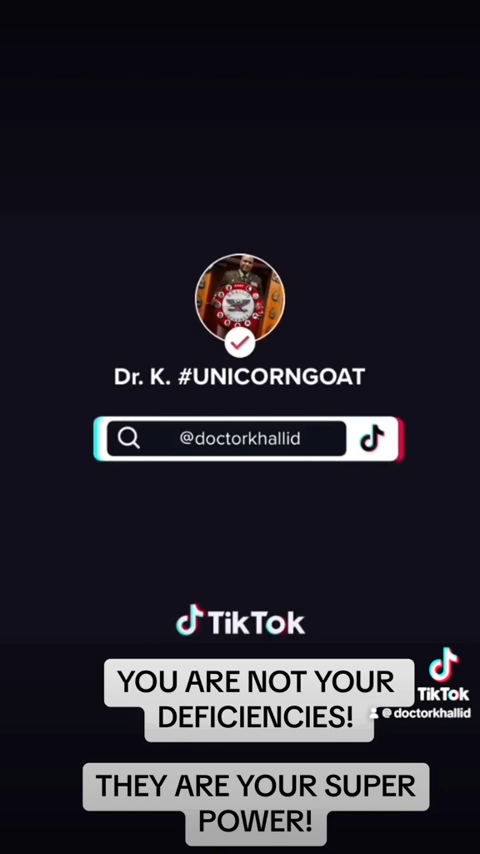 Dr. K. #UNICORNGOAT
@doctorkhallid
TikTok
YOU ARE NOT YOUR
DEFICIENCIES!
TikTok
@doctorkhallid
THEY ARE YOUR SUPER
POWER!